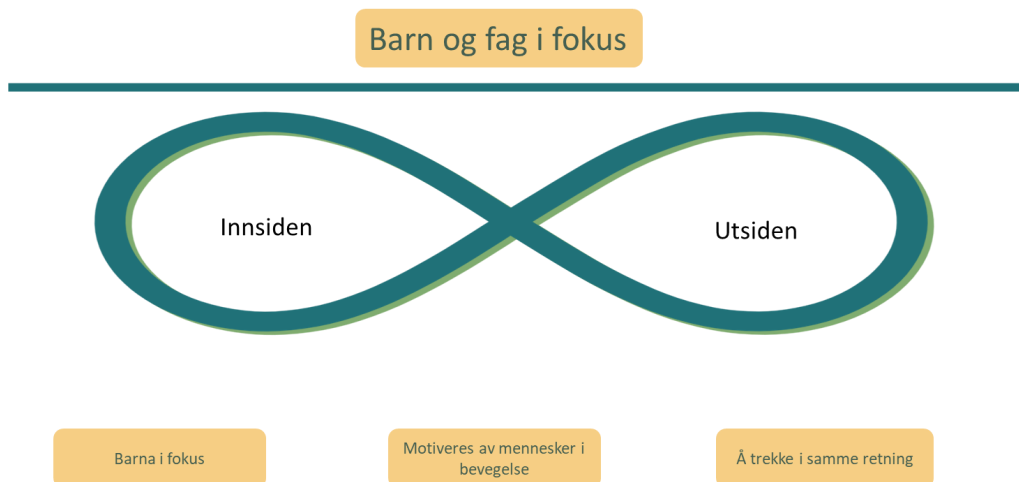 Barn og fag i fokus
Innsiden
Utsiden
Barna i fokus
Motiveres av mennesker i
bevegelse
Å trekke i samme retning